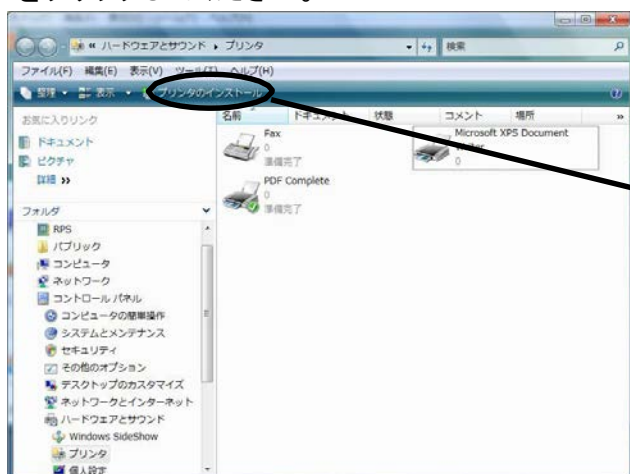 « ハードウェアとサウンド ▸ プリンタ
検索
ファイル(F) 編集(E) 表示(V) ツール(T) ヘルプ(H)
整理 表示 プリンタのインストール
お気に入りリンク
名前 ドキュメント 状態 コメント 場所 »
ドキュメント
ピクチャ
詳細 »
Fax
0
準備完了
Microsoft XPS Document
Writer
0
PDF Complete
0
準備完了
フォルダ
RPS
パブリック
コンピュータ
ネットワーク
コントロール パネル
コンピュータの簡単操作
システムとメンテナンス
セキュリティ
その他のオプション
デスクトップのカスタマイズ
ネットワークとインターネット
ハードウェアとサウンド
Windows SideShow
プリンタ
個人設定